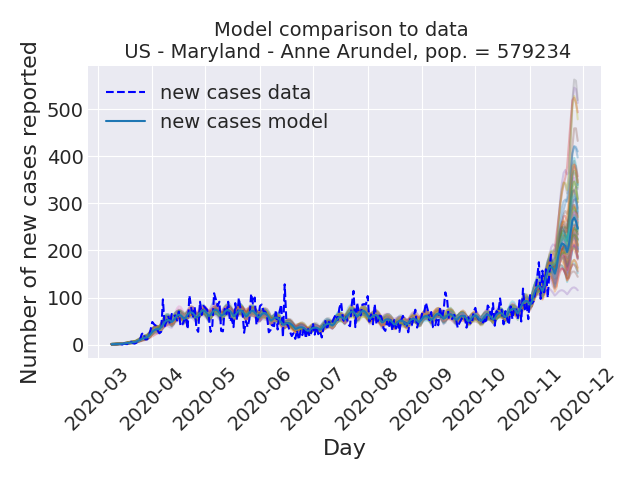 Model comparison to data
US - Maryland - Anne Arundel, pop. = 579234
Number of new cases reported
new cases data
new cases model
500
400
300
200
100
0
2020-03
2020-04
2020-05
2020-06
2020-07
2020-08
2020-09
2020-10
2020-11
2020-12
Day